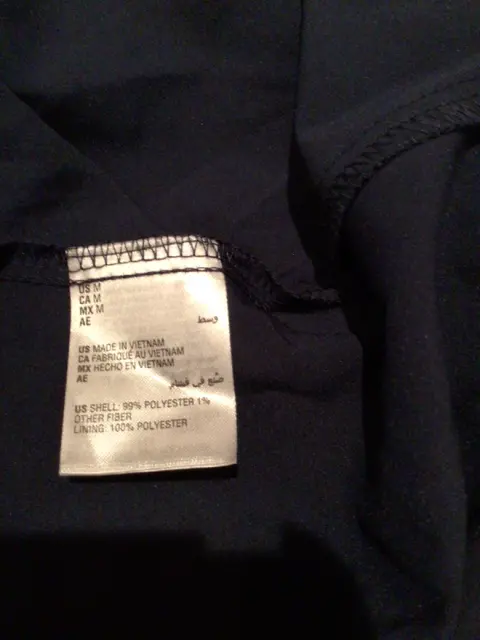 US M
CA M
MX M
AE وسط
US MADE IN VIETNAM
CA FABRIQUÉ AU VIETNAM
MX HECHO EN VIETNAM
AE صنع في فيتنام
US SHELL: 99% POLYESTER 1%
OTHER FIBER
LINING: 100% POLYESTER